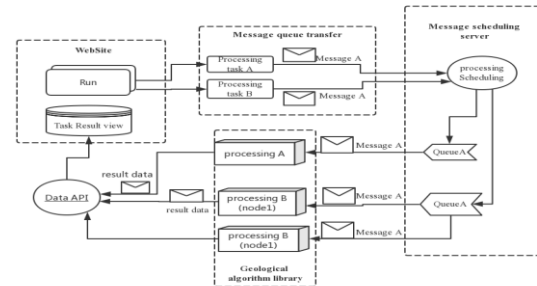 Message queue transfer
Message scheduling
server
WebSite
Run
Task Result view
Processing
task A
Message A
Processing
task B
Message A
processing
Scheduling
processing A
Message A
QueueA
result data
Data API
result data
processing B
(node1)
Message A
QueueA
processing B
(node1)
Message A
Geological
algorithm library